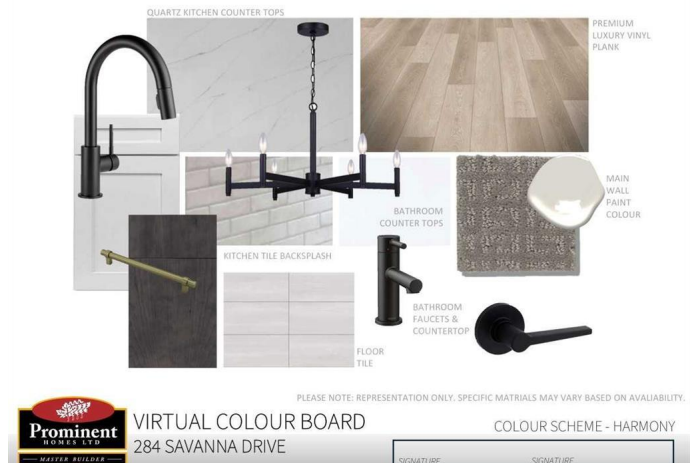 QUARTZ KITCHEN COUNTER TOPS
PREMIUM
LUXURY VINYL
PLANK
MAIN
WALL
PAINT
COLOUR
BATHROOM
COUNTER TOPS
KITCHEN TILE BACKSPLASH
BATHROOM
FAUCETS &
COUNTERTOP
FLOOR
TILE
PLEASE NOTE: REPRESENTATION ONLY. SPECIFIC MATRIALS MAY VARY BASED ON AVALIABILITY.
Prominent
HOMES LTD
MASTER BUILDER
VIRTUAL COLOUR BOARD
284 SAVANNA DRIVE
COLOUR SCHEME - HARMONY
SIGNATURE
SIGNATURE